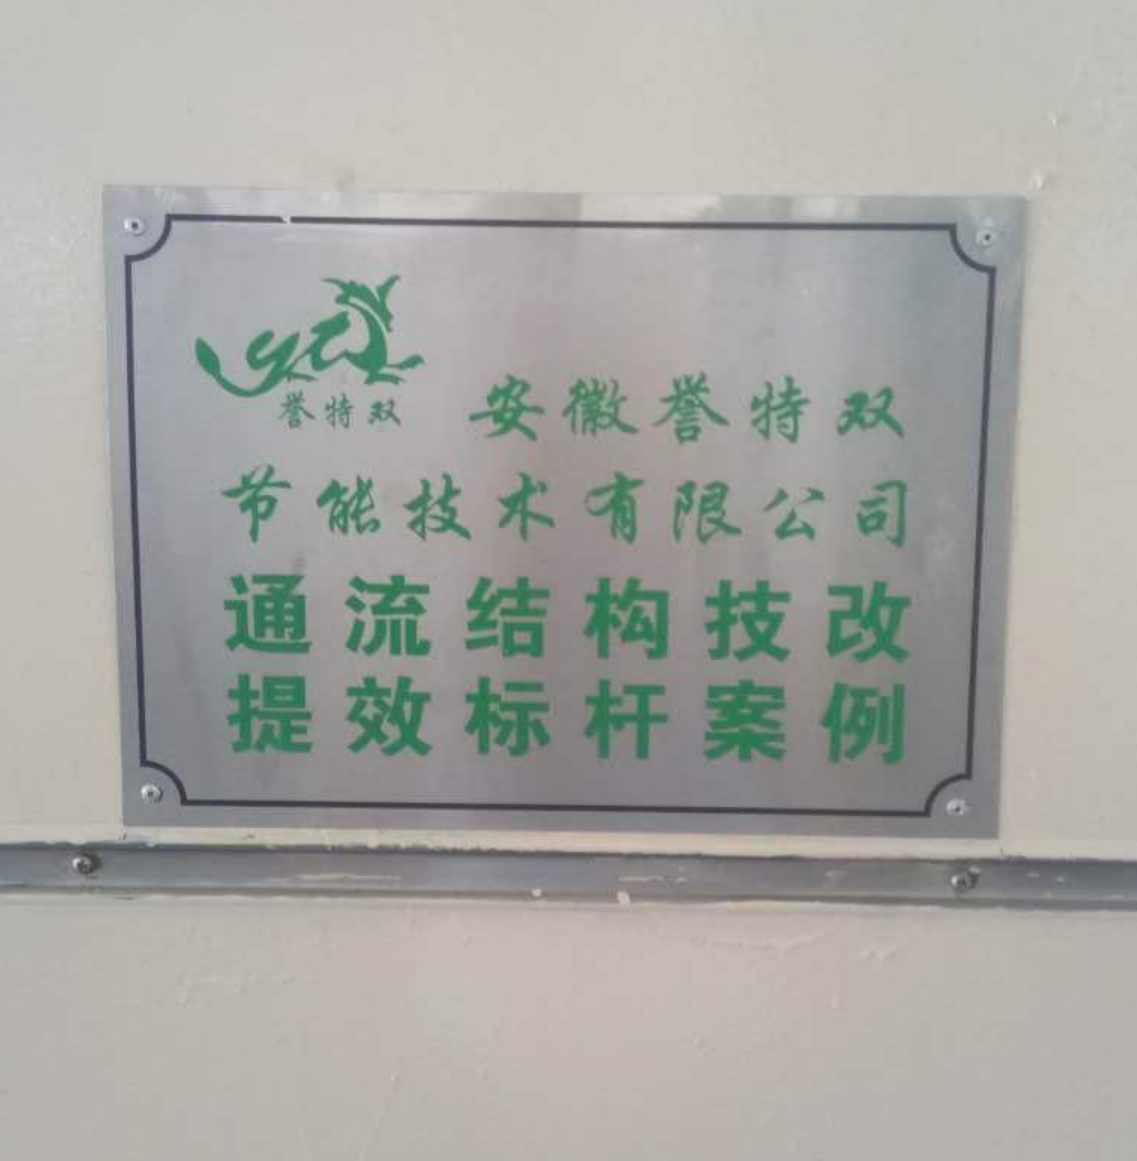 誉特双
安徽誉特双
节能技术有限公司
通流结构技改
提效标杆案例